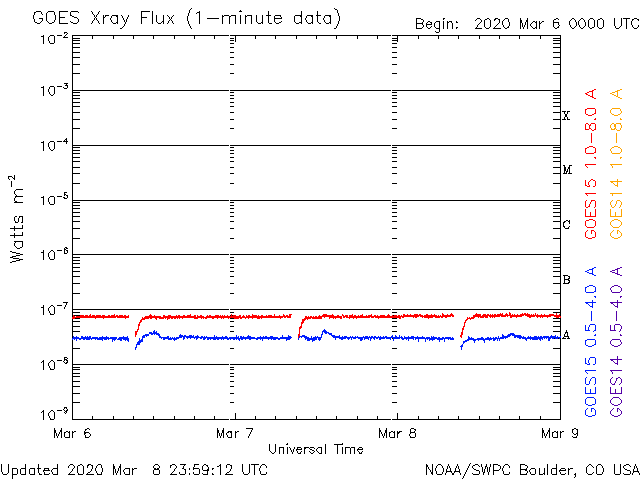 GOES Xray Flux (1-minute data)
Begin: 2020 Mar 6 0000 UTC
10⁻²
10⁻³
10⁻⁴
10⁻⁵
10⁻⁶
10⁻⁷
10⁻⁸
10⁻⁹
Watts m⁻²
X
M
C
B
A
GOES15 1.0-8.0 A
GOES14 1.0-8.0 A
GOES15 0.5-4.0 A
GOES14 0.5-4.0 A
Mar 6 Mar 7 Mar 8 Mar 9
Universal Time
Updated 2020 Mar 8 23:59:12 UTC
NOAA/SWPC Boulder, CO USA